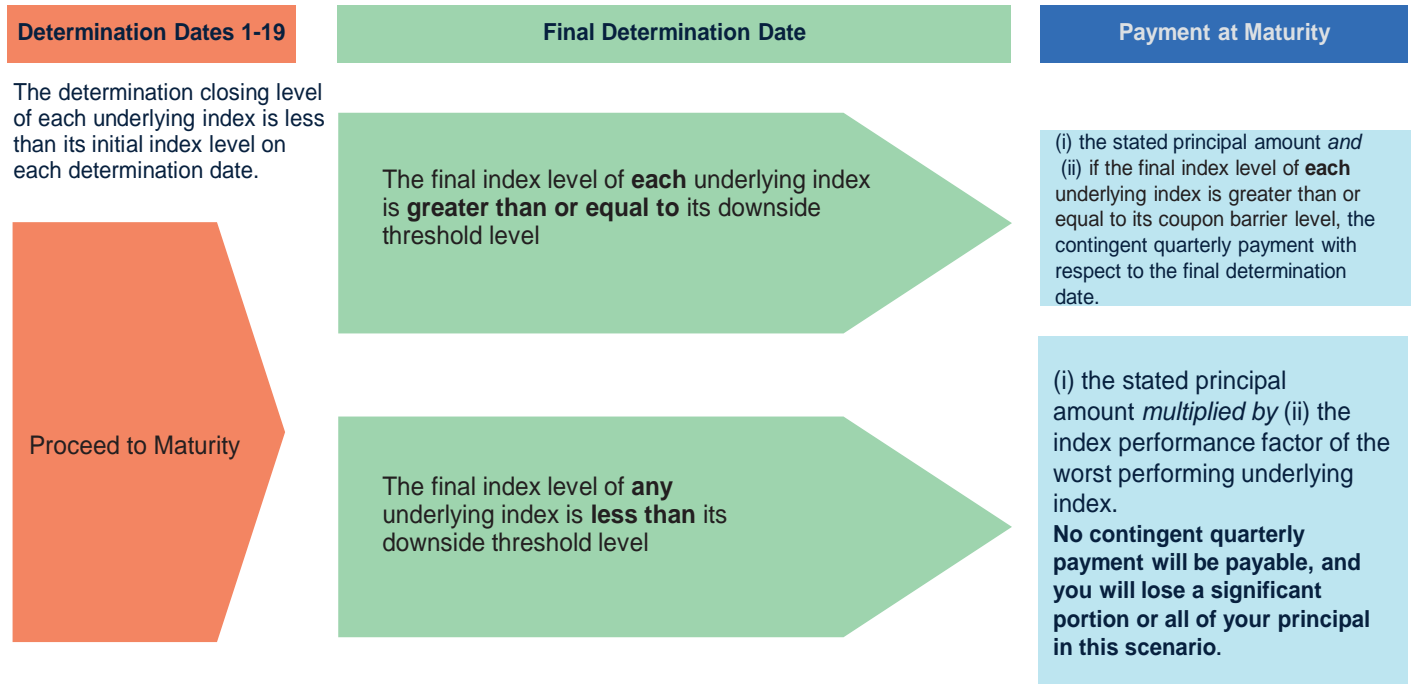 Determination Dates 1-19
Final Determination Date
Payment at Maturity
The determination closing level
of each underlying index is less
than its initial index level on
each determination date.
Proceed to Maturity
The final index level of each underlying index
is greater than or equal to its downside
threshold level
(i) the stated principal amount and
(ii) if the final index level of each
underlying index is greater than or
equal to its coupon barrier level, the
contingent quarterly payment with
respect to the final determination
date.
The final index level of any
underlying index is less than its
downside threshold level
(i) the stated principal
amount multiplied by (ii) the
index performance factor of the
worst performing underlying
index.
No contingent quarterly
payment will be payable, and
you will lose a significant
portion or all of your principal
in this scenario.